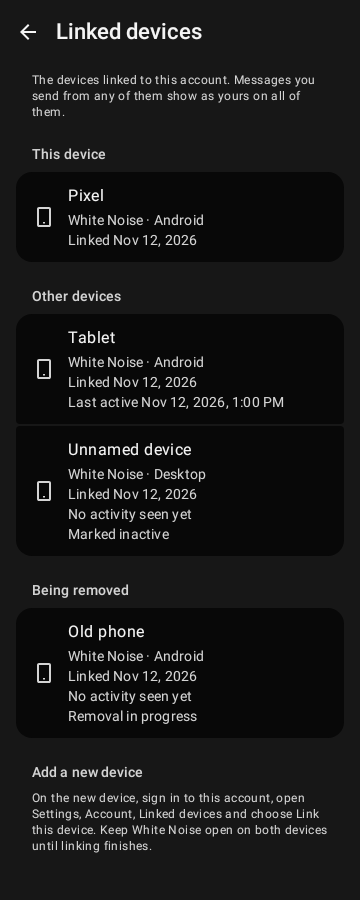 Linked devices
The devices linked to this account. Messages you
send from any of them show as yours on all of
them.
This device
Pixel
White Noise · Android
Linked Nov 12, 2026
Other devices
Tablet
White Noise · Android
Linked Nov 12, 2026
Last active Nov 12, 2026, 1:00 PM
Unnamed device
White Noise · Desktop
Linked Nov 12, 2026
No activity seen yet
Marked inactive
Being removed
Old phone
White Noise · Android
Linked Nov 12, 2026
No activity seen yet
Removal in progress
Add a new device
On the new device, sign in to this account, open
Settings, Account, Linked devices and choose Link
this device. Keep White Noise open on both devices
until linking finishes.